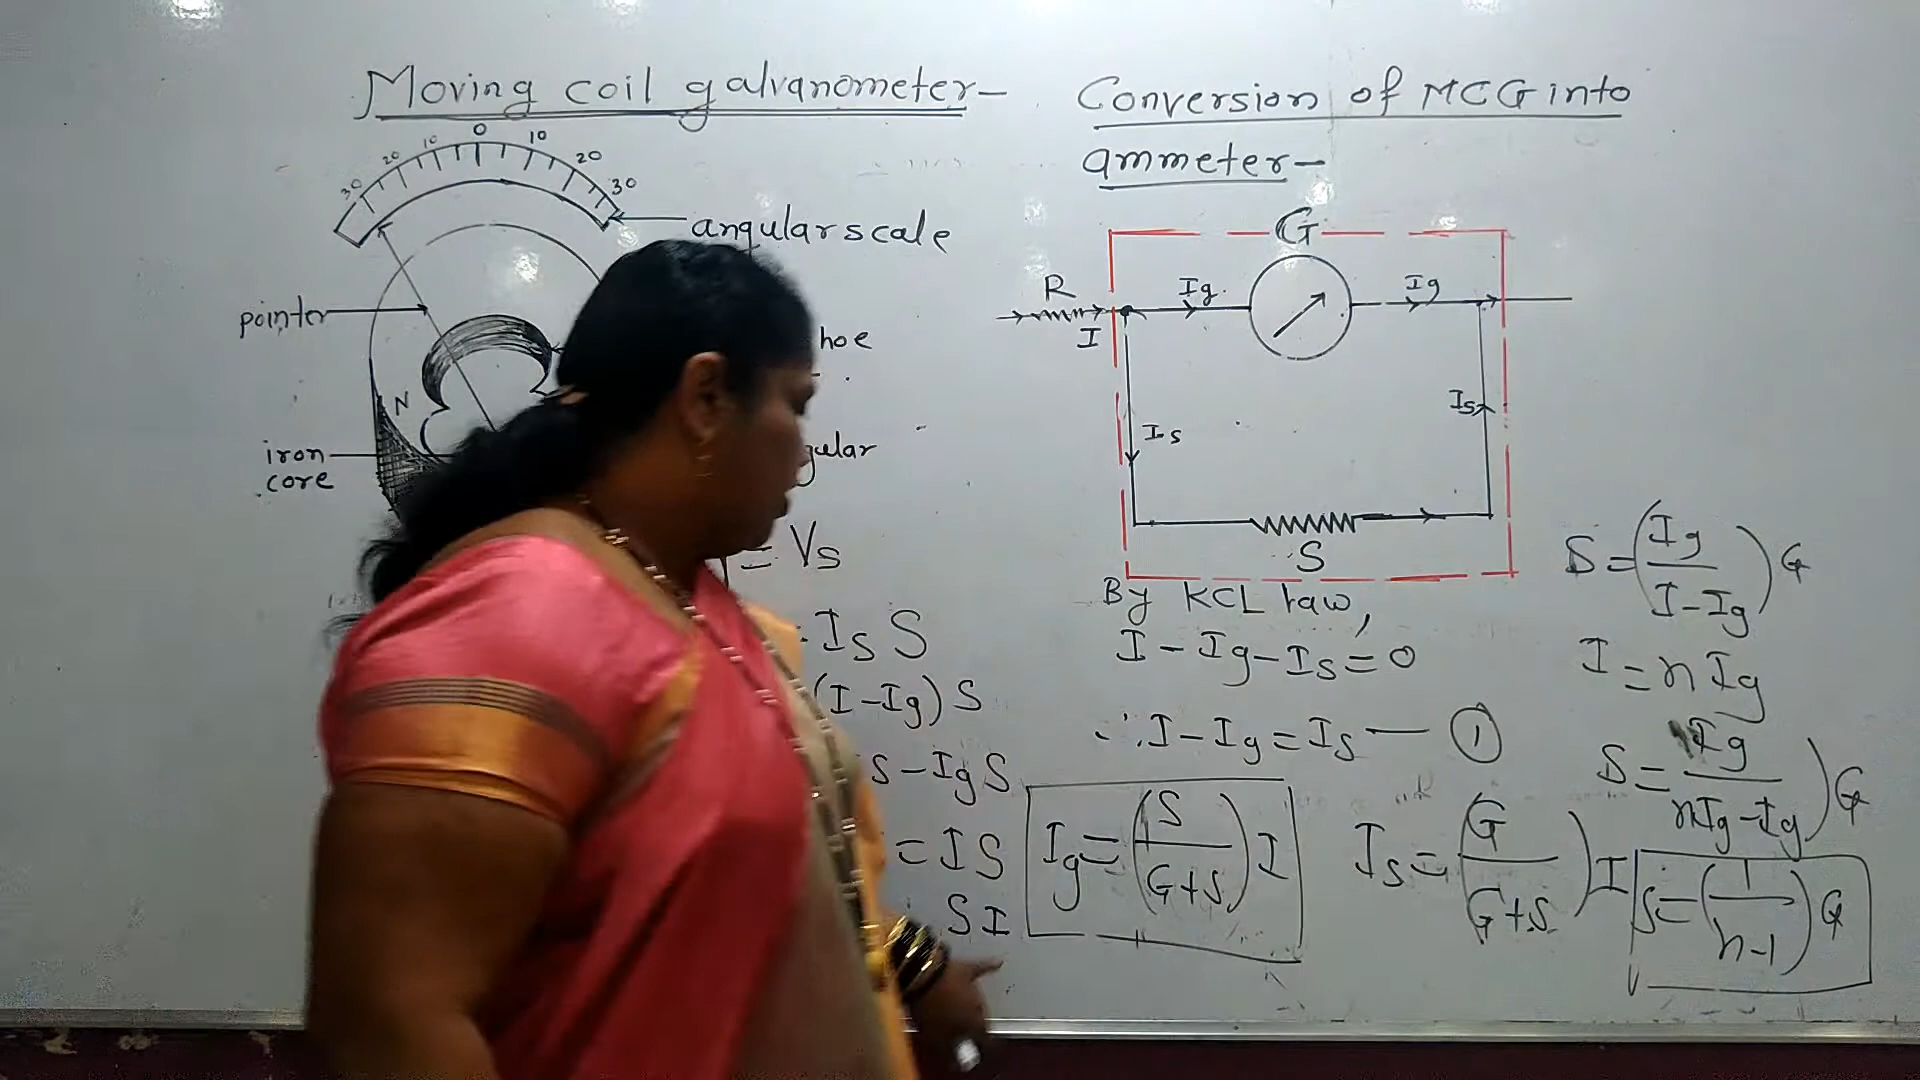 Moving coil galvanometer-
30 20 10 0 10 20 30
angular scale
pointer
hoe
N
iron
core
gular
= Vs
Is S
(I-Ig) S
S-IgS
= IS
SI
Conversion of MCG into
ammeter-
G
R
Ig
Ig
I
Is
Is
S
By KCL law,
I-Ig-Is=0
∴I-Ig=Is — ①
Ig=(S/G+S)I
Is=(G/G+S)I
S=(Ig/I-Ig)G
I=nIg
S=Ig/nIg-Ig)G
S=(1/n-1)G